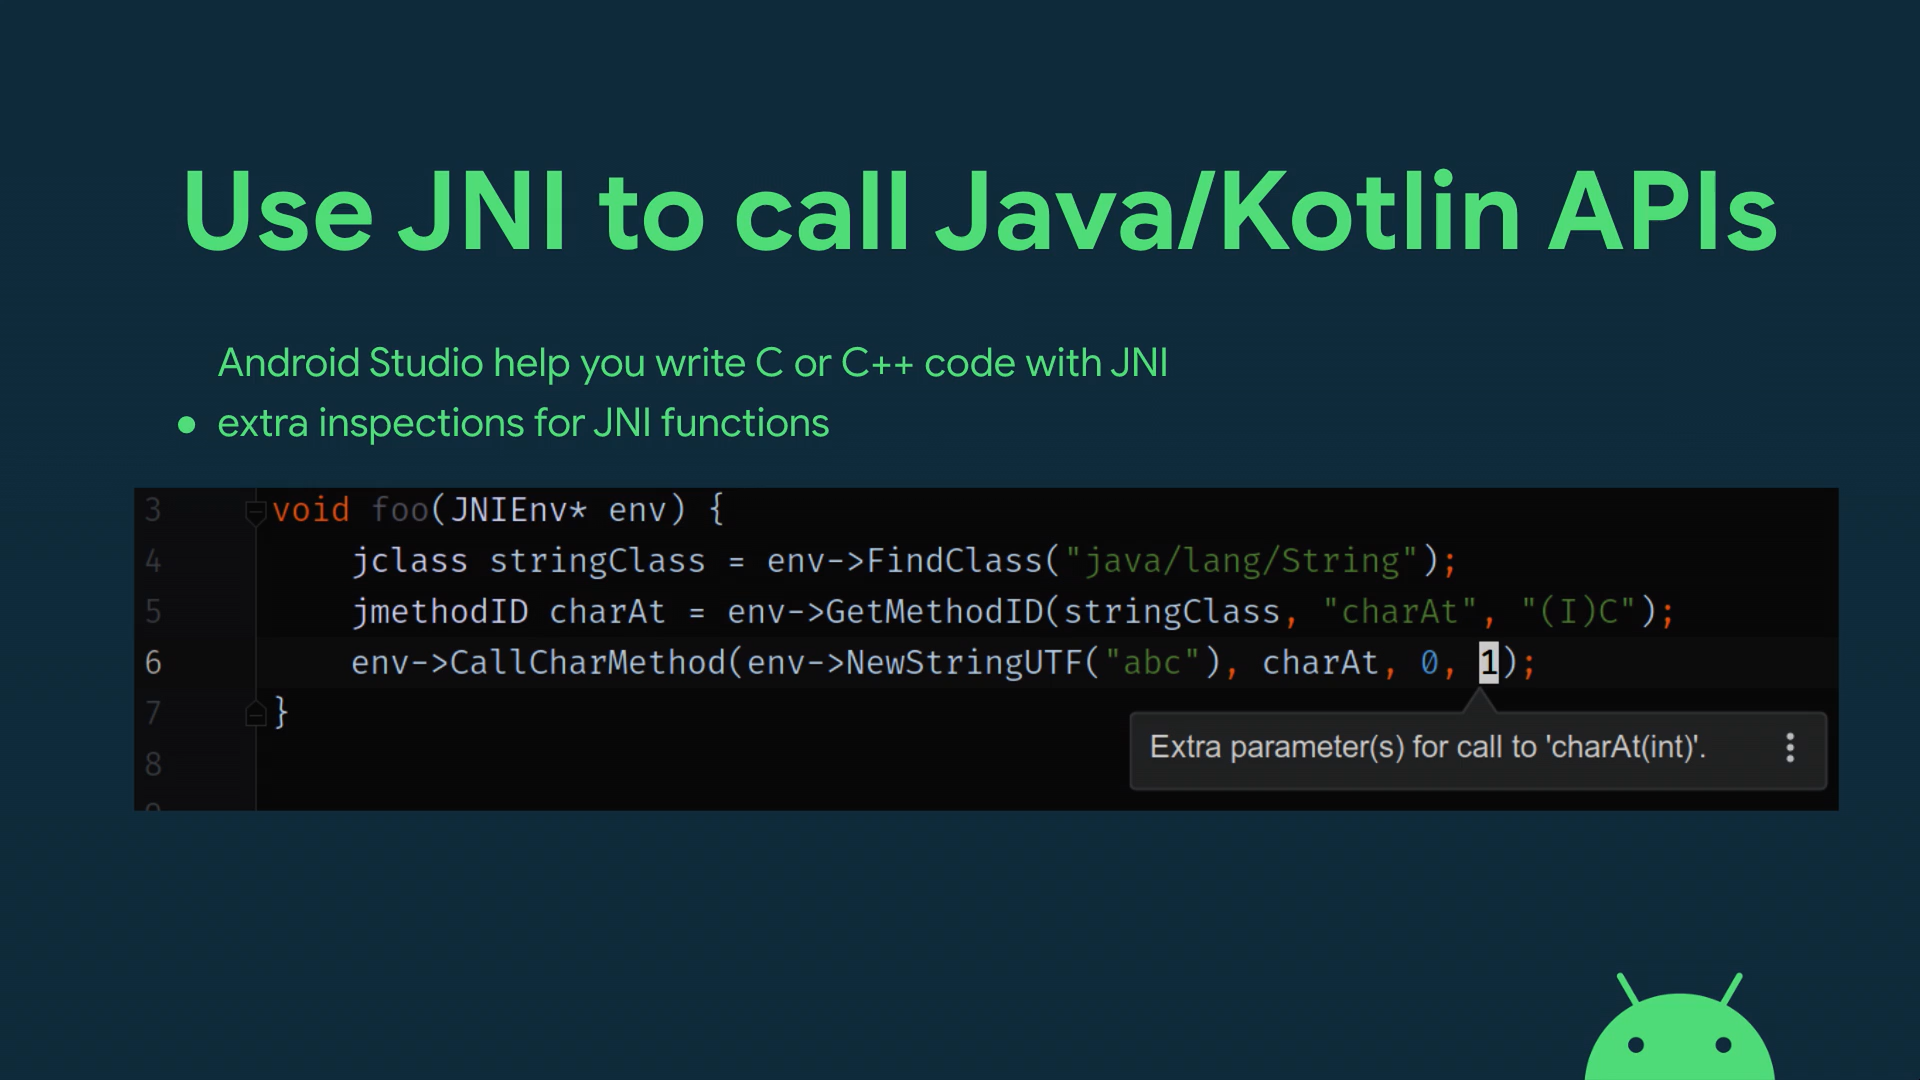 Use JNI to call Java/Kotlin APIs
Android Studio help you write C or C++ code with JNI
● extra inspections for JNI functions
3 void foo(JNIEnv* env) {
4 jclass stringClass = env->FindClass("java/lang/String");
5 jmethodID charAt = env->GetMethodID(stringClass, "charAt", "(I)C");
6 env->CallCharMethod(env->NewStringUTF("abc"), charAt, 0, 1);
7 }
Extra parameter(s) for call to 'charAt(int)'.
8